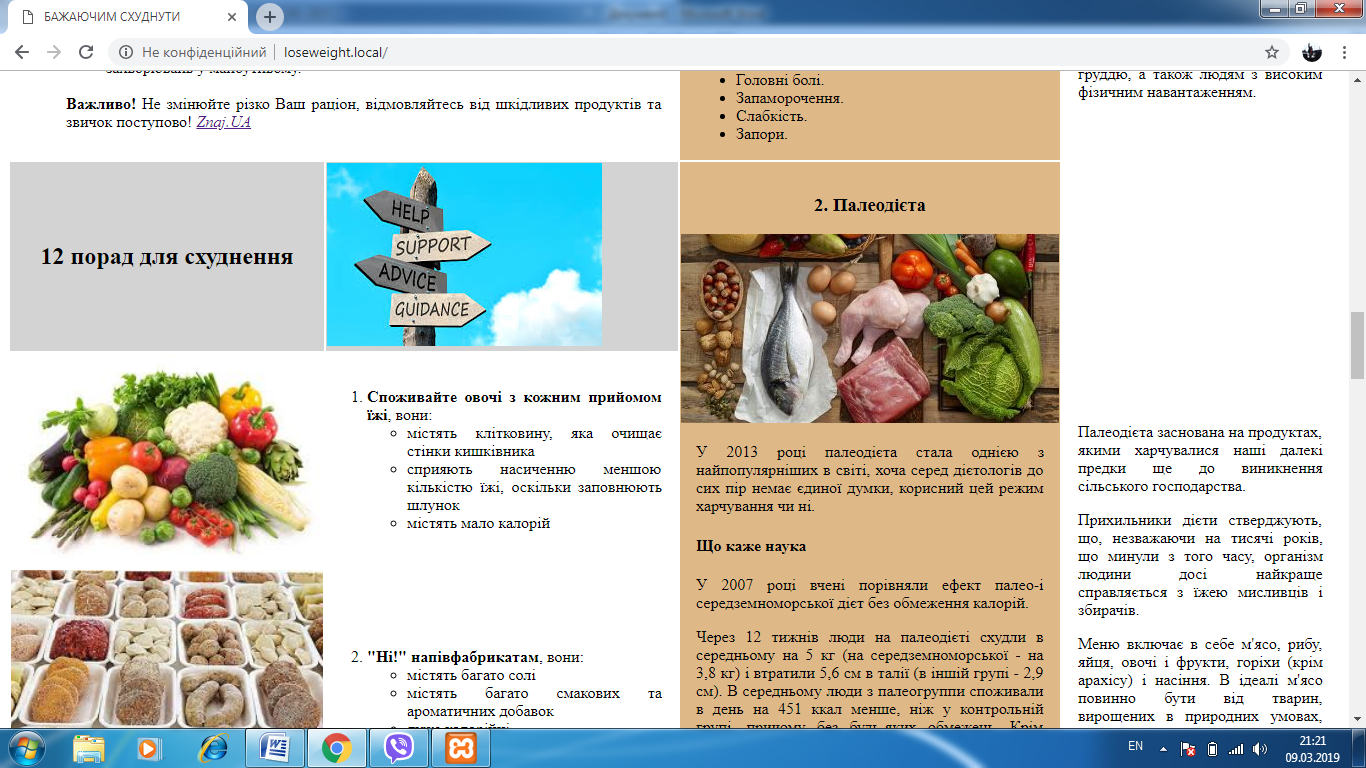 БАЖАЮЧИМ СХУДНУТИ
Не конфіденційний
loseweight.local/
Важливо! Не змінюйте різко Ваш раціон, відмовляйтесь від шкідливих продуктів та
звичок поступово! Znaj.UA
12 порад для схуднення
HELP
SUPPORT
ADVICE
GUIDANCE
1. Споживайте овочі з кожним прийомом
їжі, вони:
містять клітковину, яка очищає
стінки кишківника
сприяють насиченню меншою
кількістю їжі, оскільки заповнюють
шлунок
містять мало калорій
2. "Ні!" напівфабрикатам, вони:
містять багато солі
містять багато смакових та
ароматичних добавок
Головні болі.
Запаморочення.
Слабкість.
Запори.
2. Палеодієта
У 2013 році палеодієта стала однією з
найпопулярніших в світі, хоча серед дієтологів до
сих пір немає єдиної думки, корисний цей режим
харчування чи ні.
Що каже наука
У 2007 році вчені порівняли ефект палео-і
середземноморської дієт без обмеження калорій.
Через 12 тижнів люди на палеодієті схудли в
середньому на 5 кг (на середземноморської - на
3,8 кг) і втратили 5,6 см в талії (в іншій групі - 2,9
см). В середньому люди з палеогруппи споживали
в день на 451 ккал менше, ніж у контрольній
групі, причому без будь-яких обмежень. Крім
груддю, а також людям з високим
фізичним навантаженням.
Палеодієта заснована на продуктах,
якими харчувалися наші далекі
предки ще до виникнення
сільського господарства.
Прихильники дієти стверджують,
що, незважаючи на тисячі років,
що минули з того часу, організм
людини досі найкраще
справляється з їжею мисливців і
збирачів.
Меню включає в себе м'ясо, рибу,
яйця, овочі і фрукти, горіхи (крім
арахісу) і насіння. В ідеалі м'ясо
повинно бути від тварин,
вирощених в природних умовах,
EN
21:21
09.03.2019